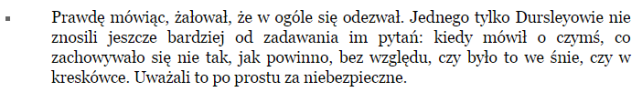 ▪ Prawdę mówiąc, żałował, że w ogóle się odezwał. Jednego tylko Dursleyowie nie
znosili jeszcze bardziej od zadawania im pytań: kiedy mówił o czymś, co
zachowywało się nie tak, jak powinno, bez względu, czy było to we śnie, czy w
kreskówce. Uważali to po prostu za niebezpieczne.